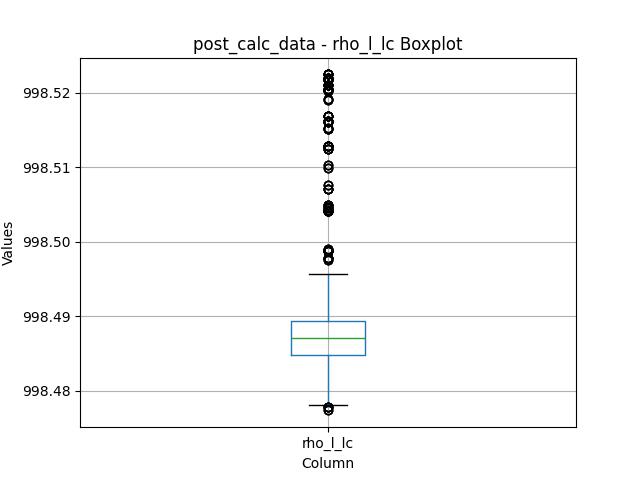 post_calc_data - rho_l_lc Boxplot
998.52
998.51
998.50
998.49
998.48
Values
rho_l_lc
Column